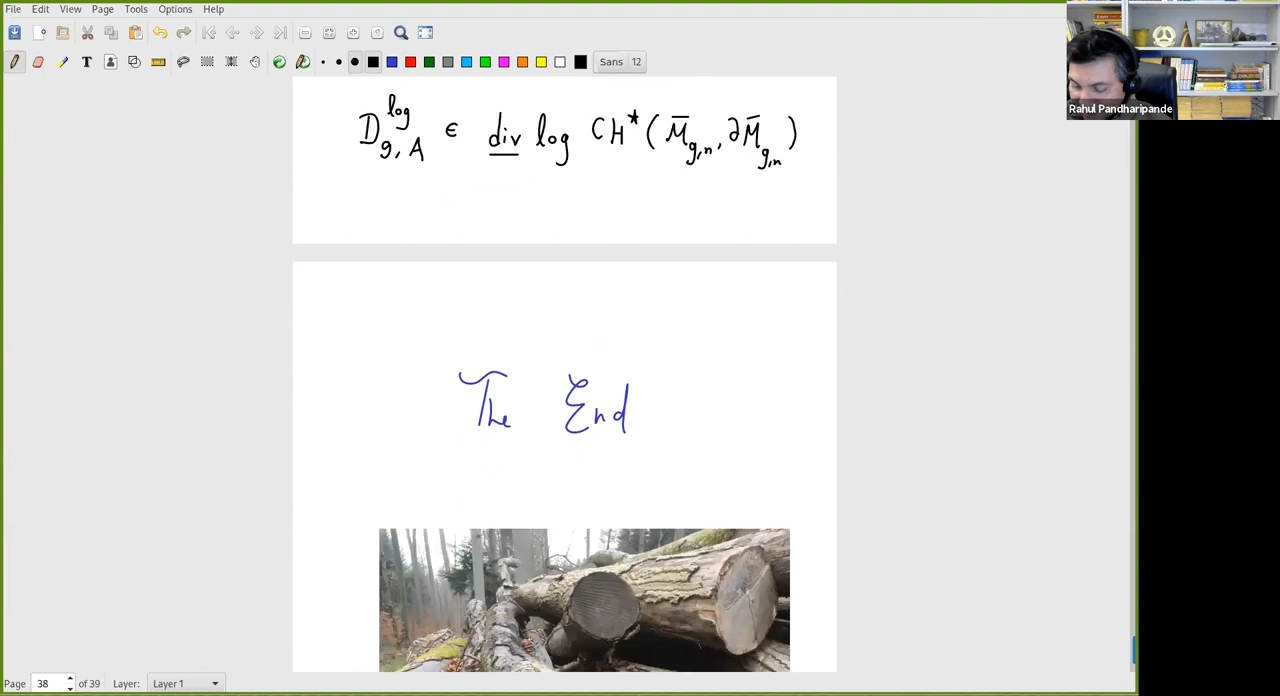 File Edit View Page Tools Options Help
Sans 12
Rahul Pandharipande
D^{log}_{g,A} ∈ div log CH*(M̄_{g,n}, ∂M̄_{g,n})
The End
Page 38 of 39 Layer: Layer 1